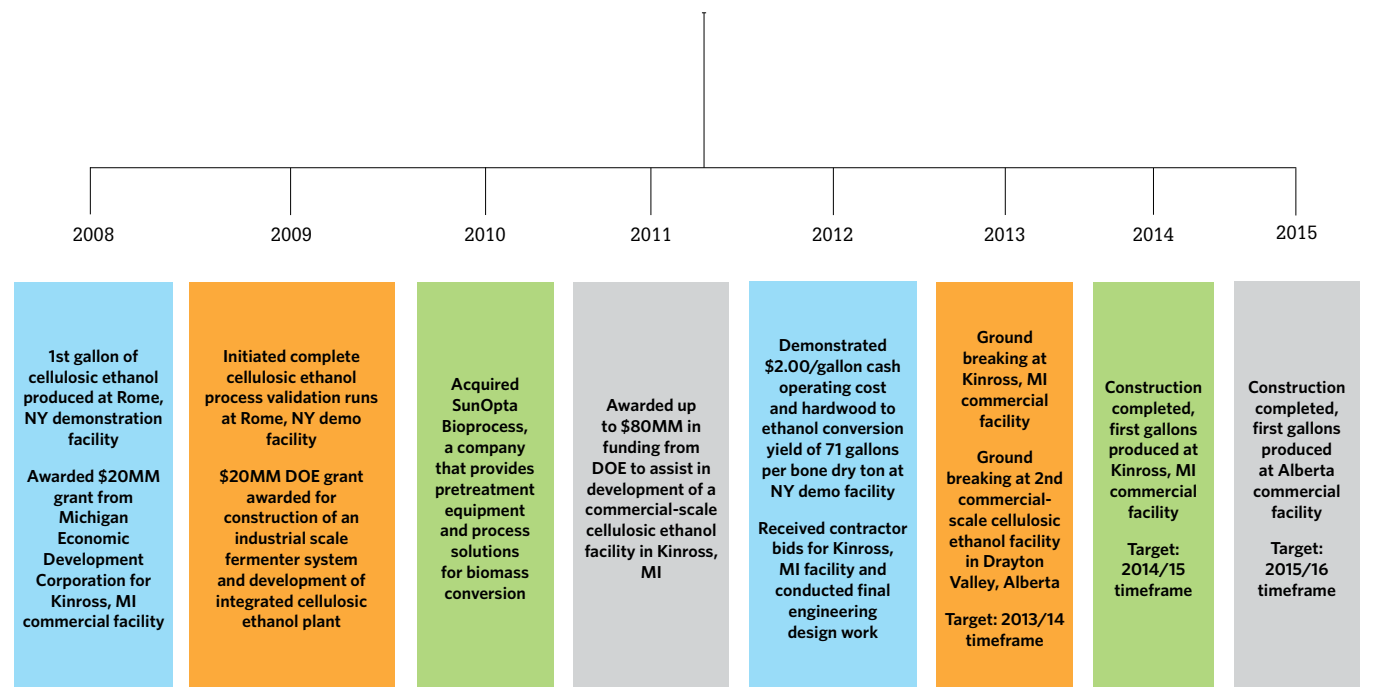 2008
2009
2010
2011
2012
2013
2014
2015
1st gallon of
cellulosic ethanol
produced at Rome,
NY demonstration
facility
Awarded $20MM
grant from
Michigan
Economic
Development
Corporation for
Kinross, MI
commercial facility
Initiated complete
cellulosic ethanol
process validation runs
at Rome, NY demo
facility
$20MM DOE grant
awarded for
construction of an
industrial scale
fermenter system
and development of
integrated cellulosic
ethanol plant
Acquired
SunOpta
Bioprocess,
a company
that provides
pretreatment
equipment
and process
solutions
for biomass
conversion
Awarded up
to $80MM in
funding from
DOE to assist in
development of a
commercial-scale
cellulosic ethanol
facility in Kinross,
MI
Demonstrated
$2.00/gallon cash
operating cost
and hardwood to
ethanol conversion
yield of 71 gallons
per bone dry ton at
NY demo facility
Received contractor
bids for Kinross,
MI facility and
conducted final
engineering
design work
Ground
breaking at
Kinross, MI
commercial
facility
Ground
breaking at 2nd
commercial-
scale cellulosic
ethanol facility
in Drayton
Valley, Alberta
Target: 2013/14
timeframe
Construction
completed,
first gallons
produced at
Kinross, MI
commercial
facility
Target:
2014/15
timeframe
Construction
completed,
first gallons
produced
at Alberta
commercial
facility
Target:
2015/16
timeframe